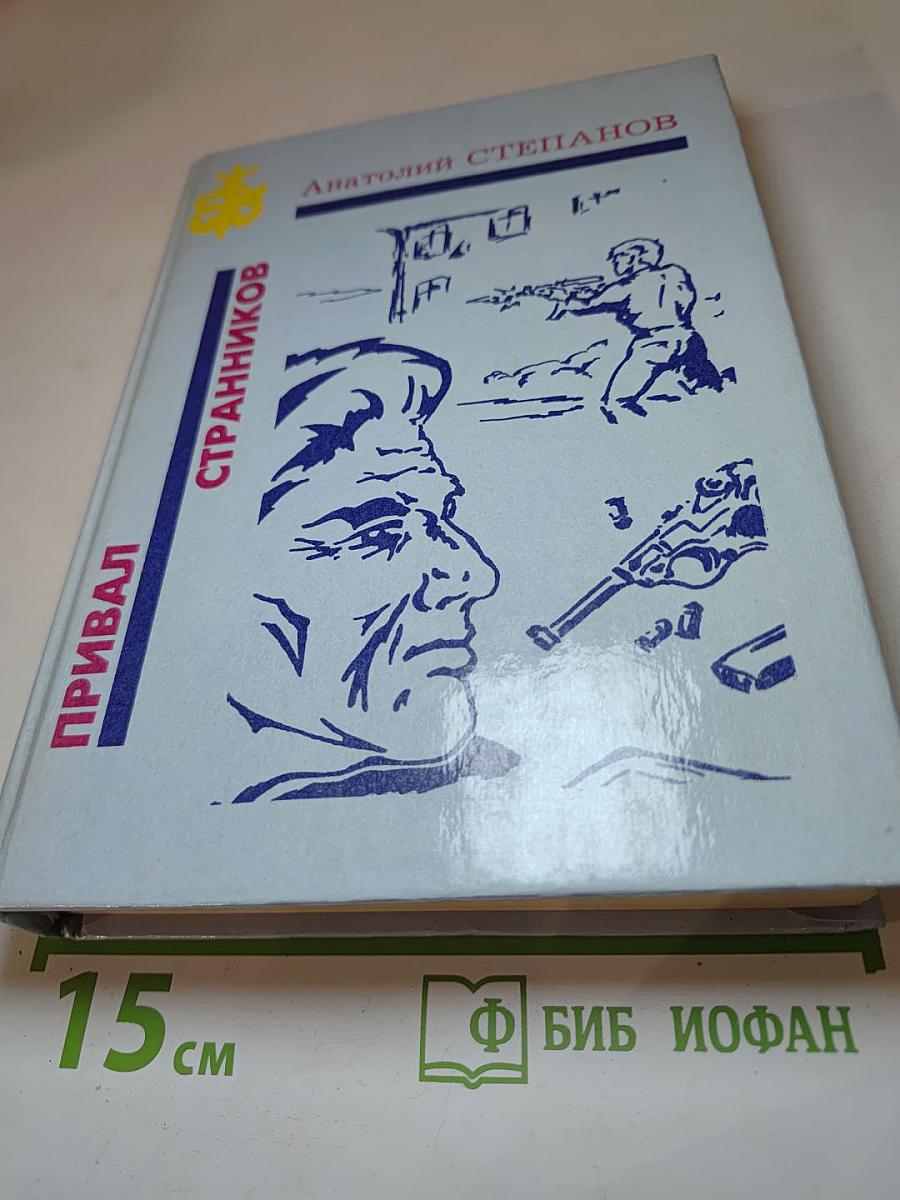 Анатолий СТЕПАНОВ
ПРИВАЛ
СТРАННИКОВ
15 см
Ф БИБ ИОФАН